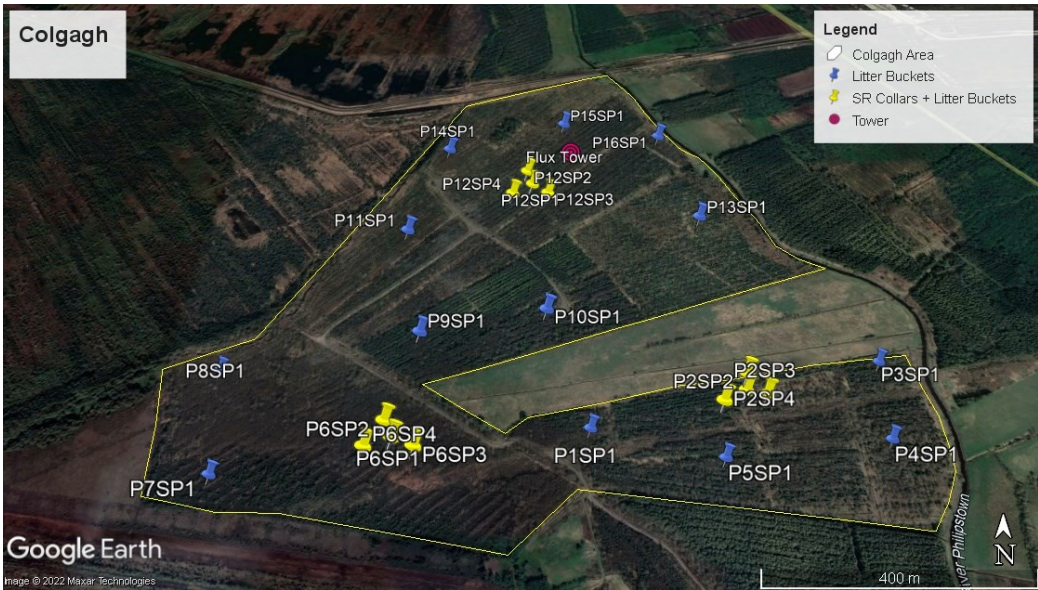 Colgagh
Legend
Colgagh Area
Litter Buckets
SR Collars + Litter Buckets
Tower
P15SP1
P14SP1
P16SP1
Flux Tower
P12SP4
P12SP2
P12SP1
P12SP3
P11SP1
P13SP1
P9SP1
P10SP1
P8SP1
P2SP3
P3SP1
P2SP2
P2SP4
P6SP2
P6SP4
P6SP1
P6SP3
P1SP1
P5SP1
P4SP1
P7SP1
iver Philipstown
Google Earth
Image © 2022 Maxar Technologies
N
400 m